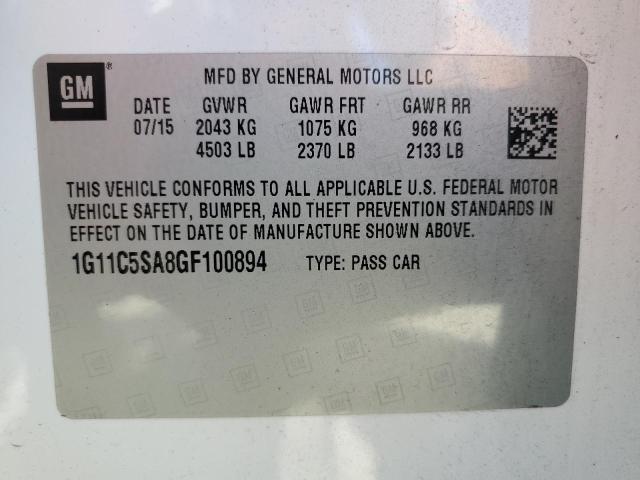 GM ®
MFD BY GENERAL MOTORS LLC
DATE GVWR GAWR FRT GAWR RR
07/15 2043 KG 1075 KG 968 KG
4503 LB 2370 LB 2133 LB
THIS VEHICLE CONFORMS TO ALL APPLICABLE U.S. FEDERAL MOTOR
VEHICLE SAFETY, BUMPER, AND THEFT PREVENTION STANDARDS IN
EFFECT ON THE DATE OF MANUFACTURE SHOWN ABOVE.
1G11C5SA8GF100894 TYPE: PASS CAR